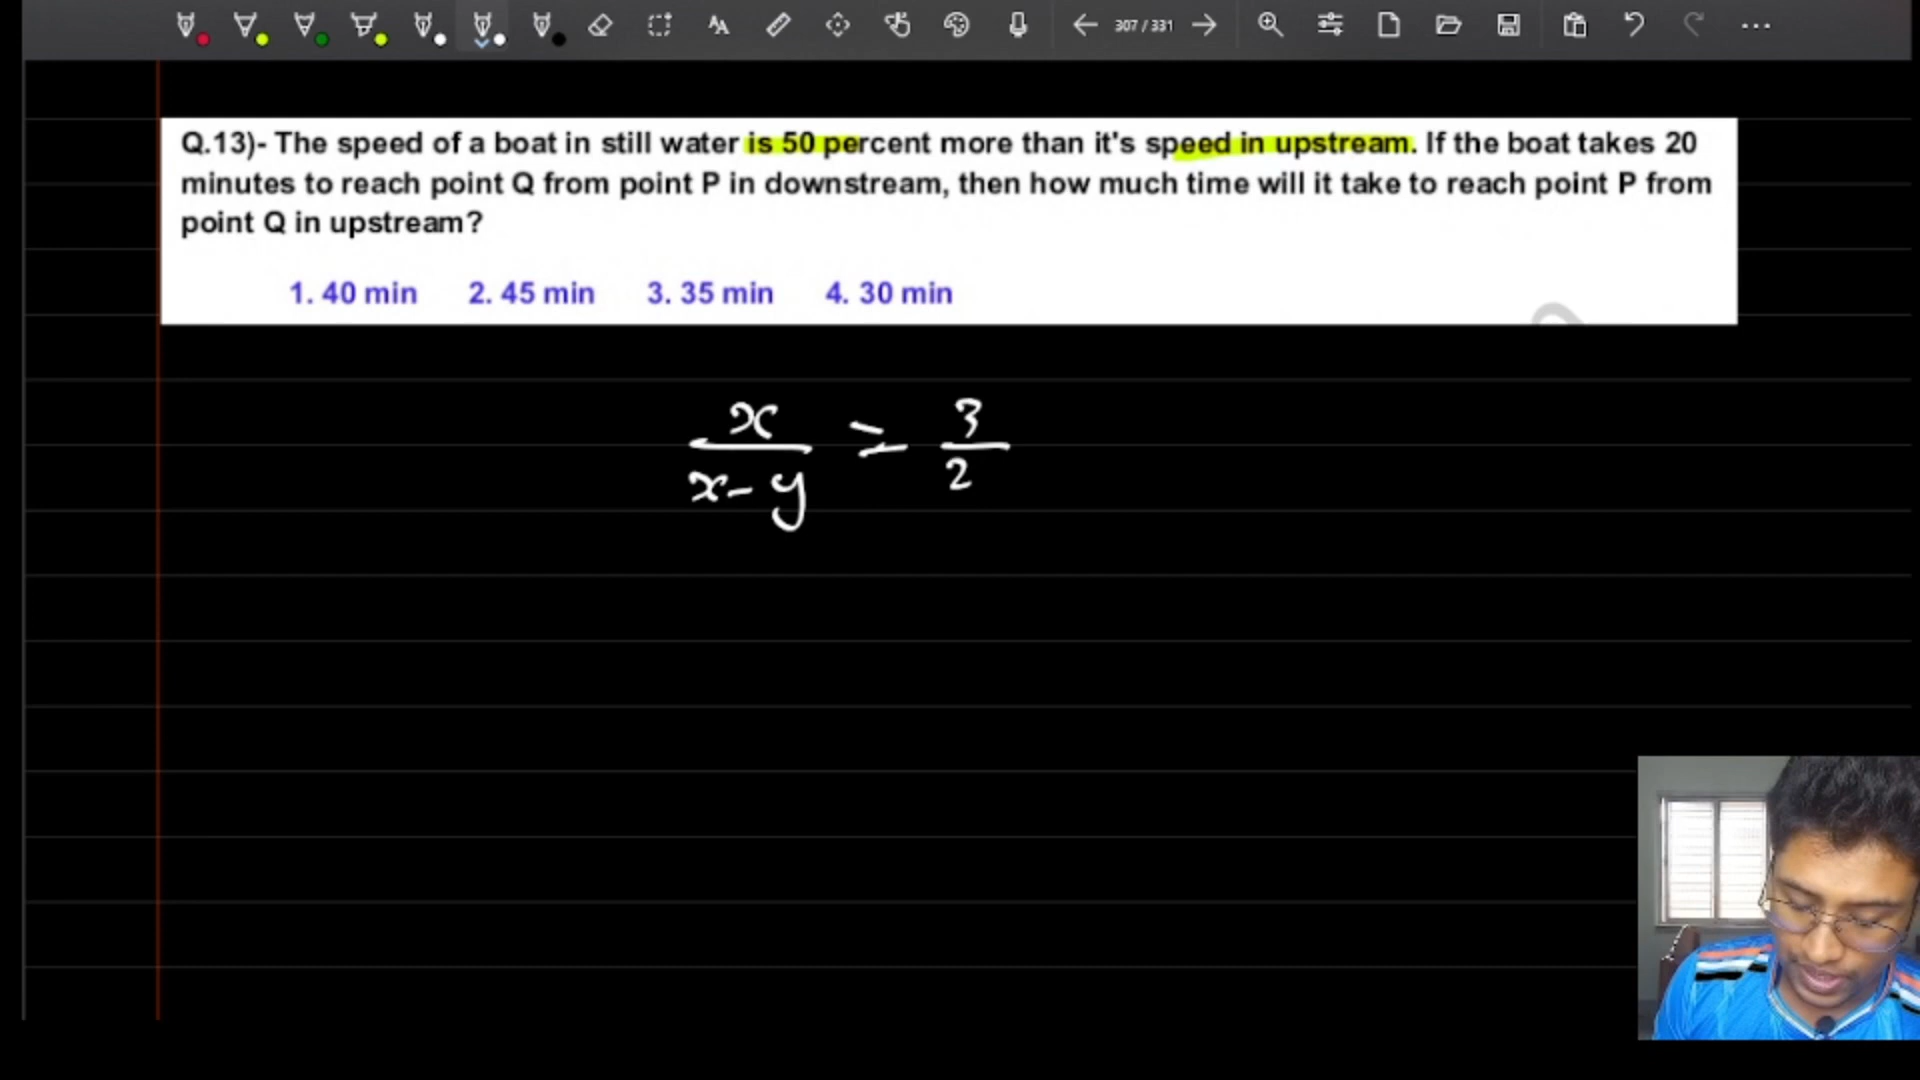 307 / 331
Q.13)- The speed of a boat in still water is 50 percent more than it's speed in upstream. If the boat takes 20
minutes to reach point Q from point P in downstream, then how much time will it take to reach point P from
point Q in upstream?
1. 40 min 2. 45 min 3. 35 min 4. 30 min
x / x - y = 3 / 2